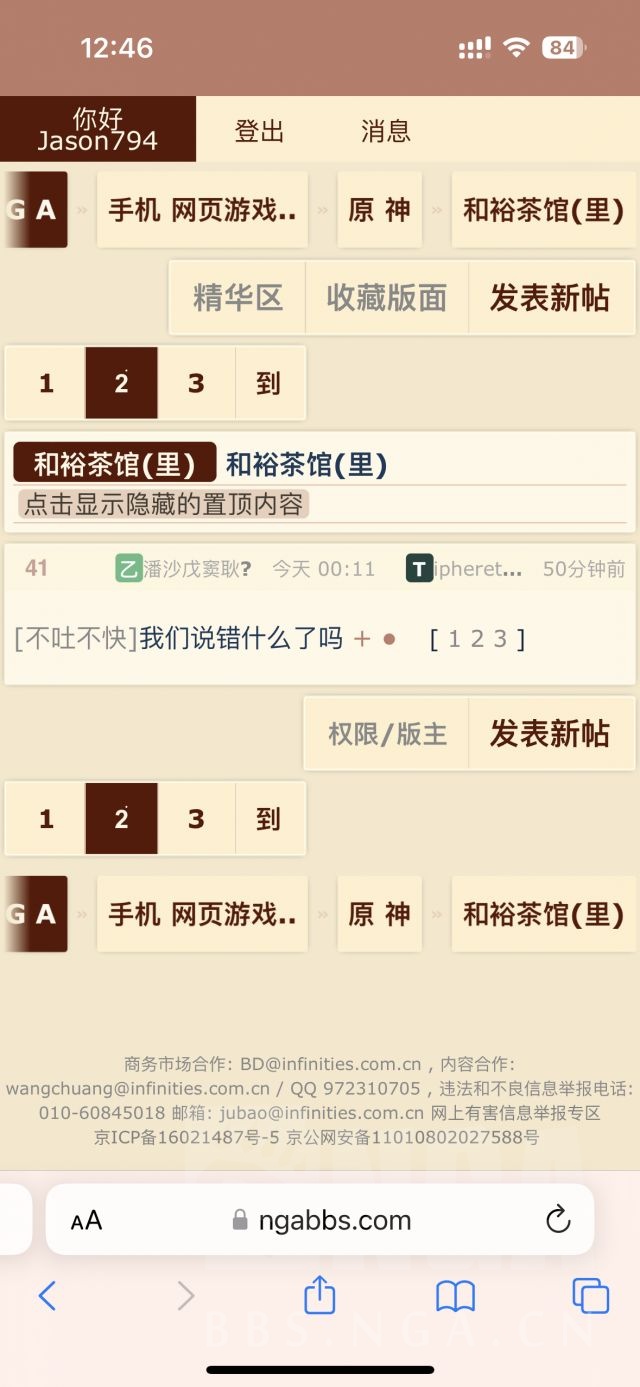 12:46
84
你好
Jason794
登出
消息
G A » 手机 网页游戏.. » 原 神 » 和裕茶馆(里)
精华区 收藏版面 发表新帖
1 2 3 到
和裕茶馆(里) 和裕茶馆(里)
点击显示隐藏的置顶内容
41 乙潘沙戊窦耿? 今天 00:11 Tipheret... 50分钟前
[不吐不快]我们说错什么了吗 + ● [ 1 2 3 ]
权限/版主 发表新帖
1 2 3 到
G A » 手机 网页游戏.. » 原 神 » 和裕茶馆(里)
商务市场合作: BD@infinities.com.cn , 内容合作:
wangchuang@infinities.com.cn / QQ 972310705 , 违法和不良信息举报电话:
010-60845018 邮箱: jubao@infinities.com.cn 网上有害信息举报专区
京ICP备16021487号-5 京公网安备11010802027588号
AA ngabbs.com
BBS.NGA.CN